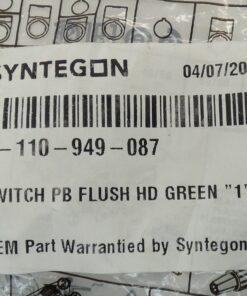 SYNTEGON 04/07/20
-110-949-087
WITCH PB FLUSH HD GREEN "1"
EM Part Warrantied by Syntegon